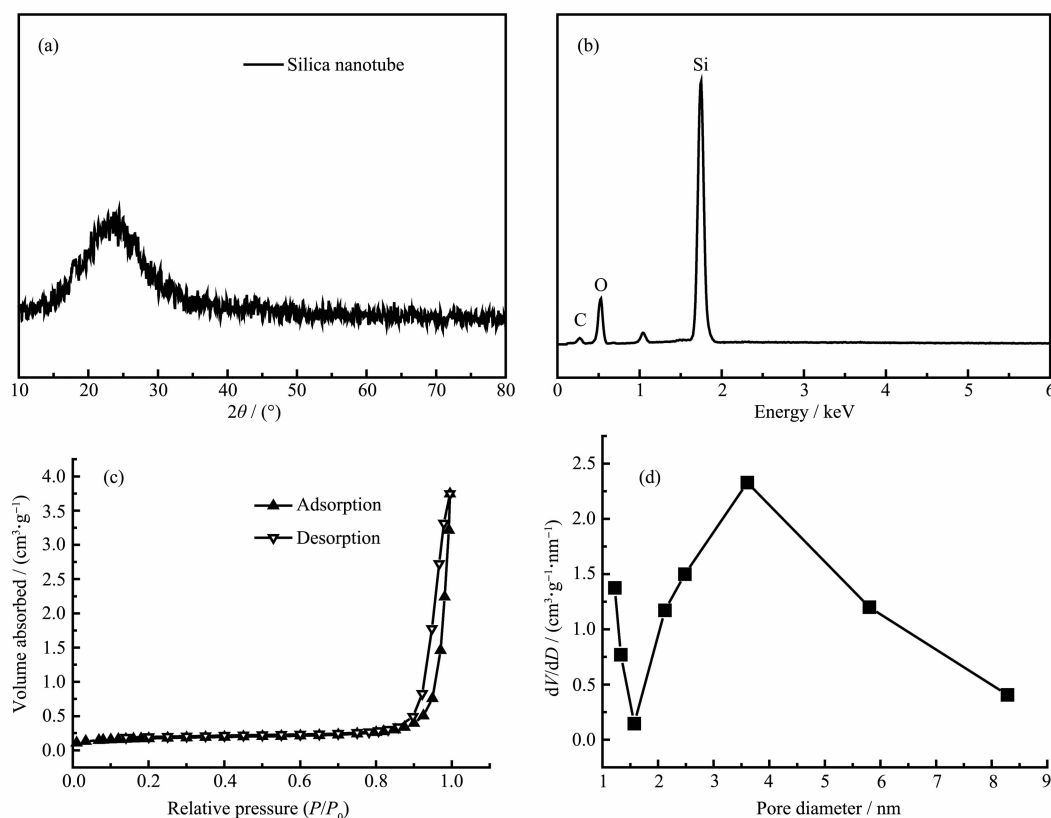 (a)
Silica nanotube
10 20 30 40 50 60 70 80
2θ / (°)
(b)
Si
O
C
0 1 2 3 4 5 6
Energy / keV
(c)
Adsorption
Desorption
4.0
3.5
3.0
2.5
2.0
1.5
1.0
0.5
0.0
Volume absorbed / (cm³·g⁻¹)
0.0 0.2 0.4 0.6 0.8 1.0
Relative pressure (P/P₀)
(d)
2.5
2.0
1.5
1.0
0.5
0.0
dV/dD / (cm³·g⁻¹·nm⁻¹)
1 2 3 4 5 6 7 8 9
Pore diameter / nm